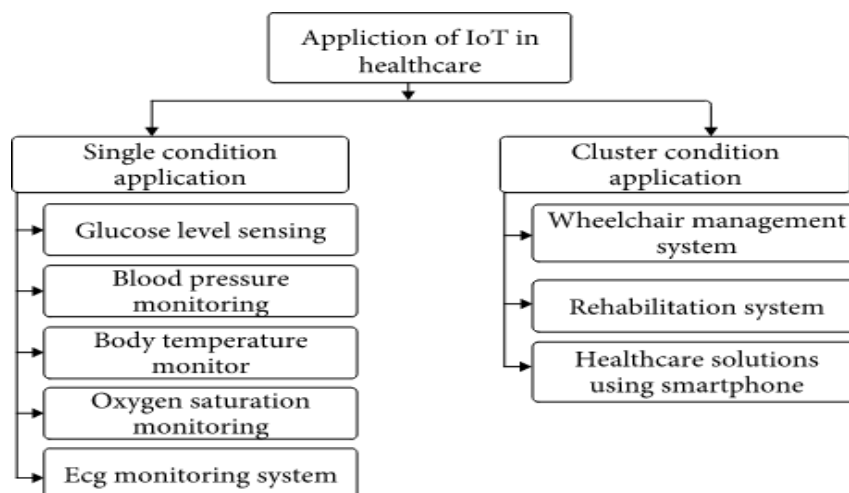 Appliction of IoT in
healthcare
Single condition
application
Glucose level sensing
Blood pressure
monitoring
Body temperature
monitor
Oxygen saturation
monitoring
Ecg monitoring system
Cluster condition
application
Wheelchair management
system
Rehabilitation system
Healthcare solutions
using smartphone